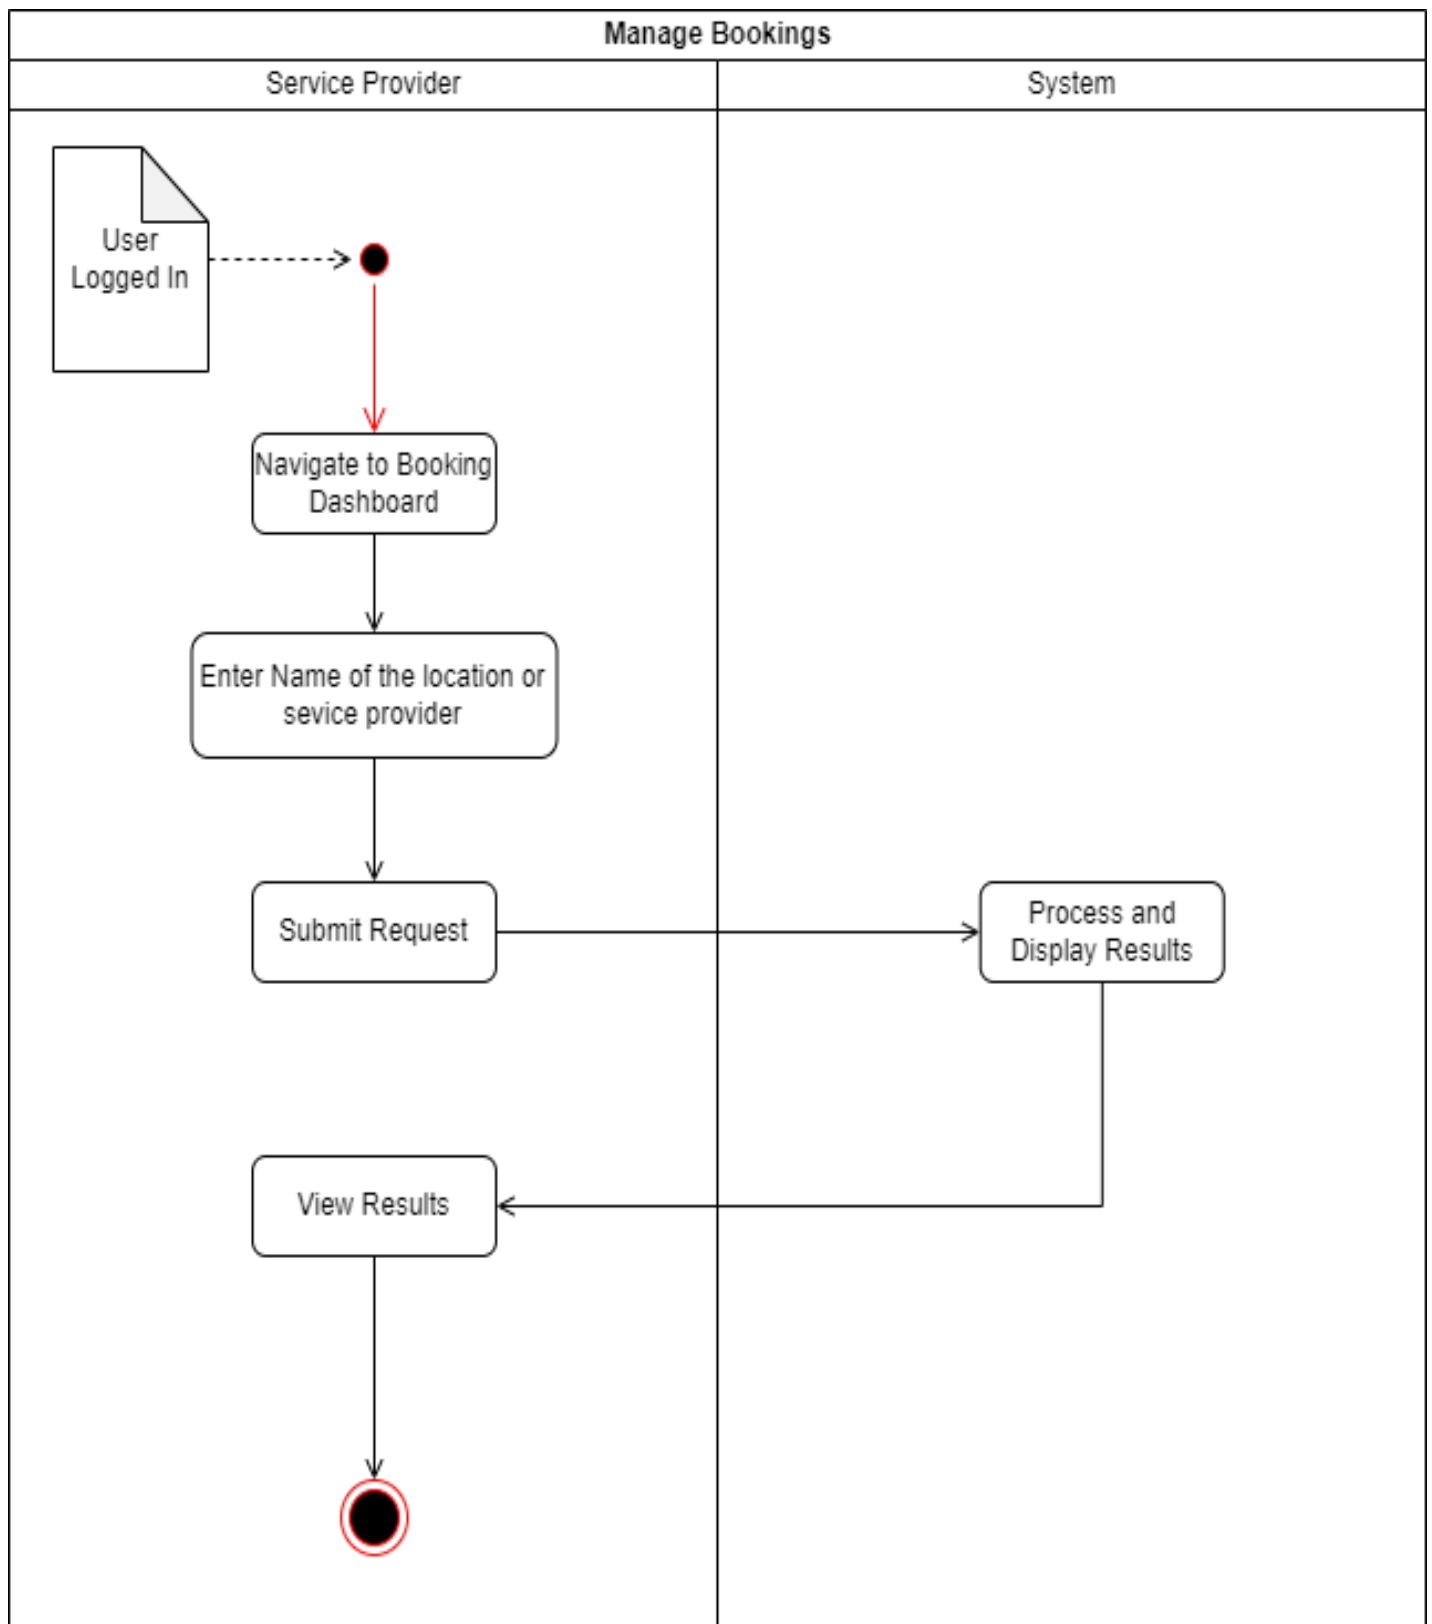 Manage Bookings
Service Provider
System
User
Logged In
Navigate to Booking
Dashboard
Enter Name of the location or
sevice provider
Submit Request
Process and
Display Results
View Results